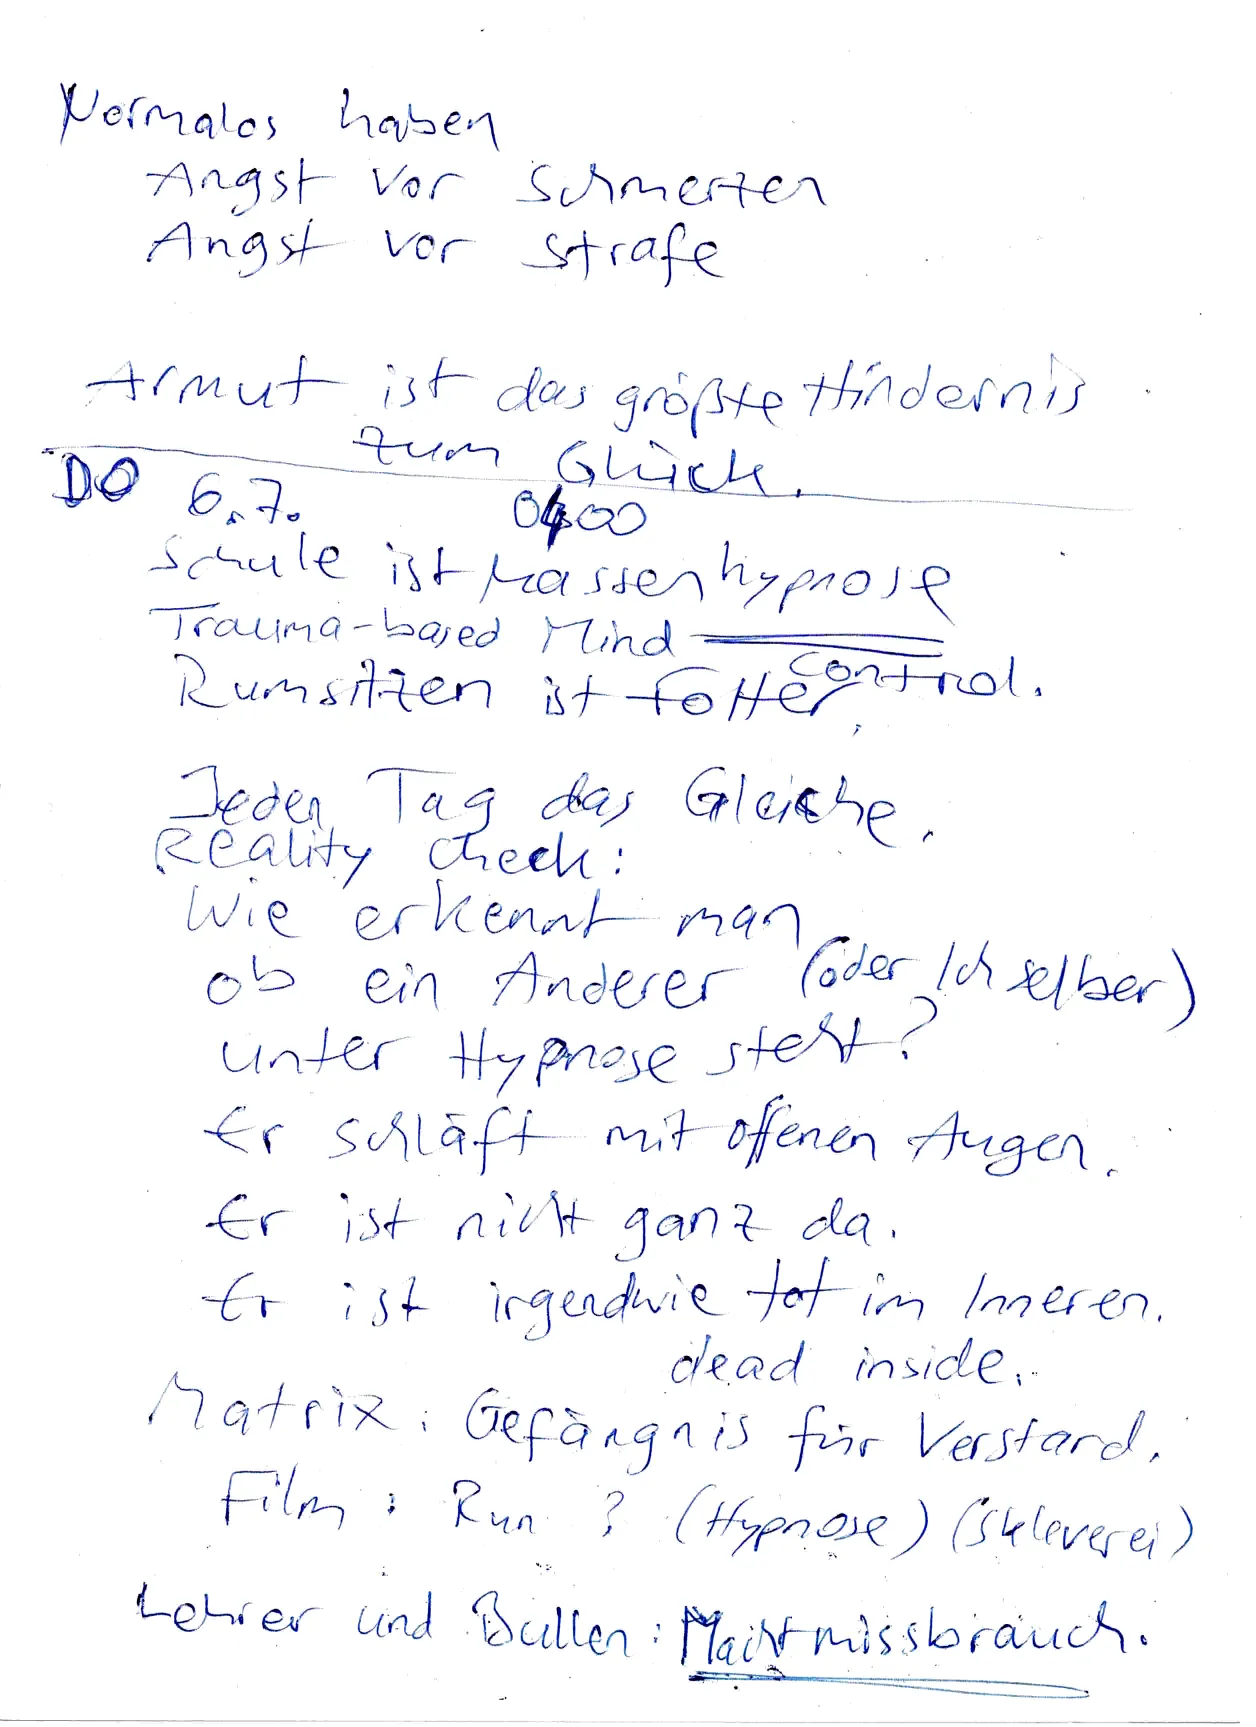 Normalos haben
Angst vor Schmerzen
Angst vor Strafe
Armut ist das größte Hindernis
zum Glück.
DO 6.7. 0400
Schule ist Massenhypnose
Trauma-based Mind
control.
Rumsitzen ist Folter.
Jeden Tag das Gleiche.
Reality check:
Wie erkennt man
ob ein Anderer (oder Ich selber)
unter Hypnose steht?
Er schläft mit offenen Augen.
Er ist nicht ganz da.
Er ist irgendwie tot im Inneren.
dead inside.
Matrix: Gefängnis für Verstand.
Film: Run? (Hypnose) (Skleverei)
Lehrer und Bullen: Machtmissbrauch.